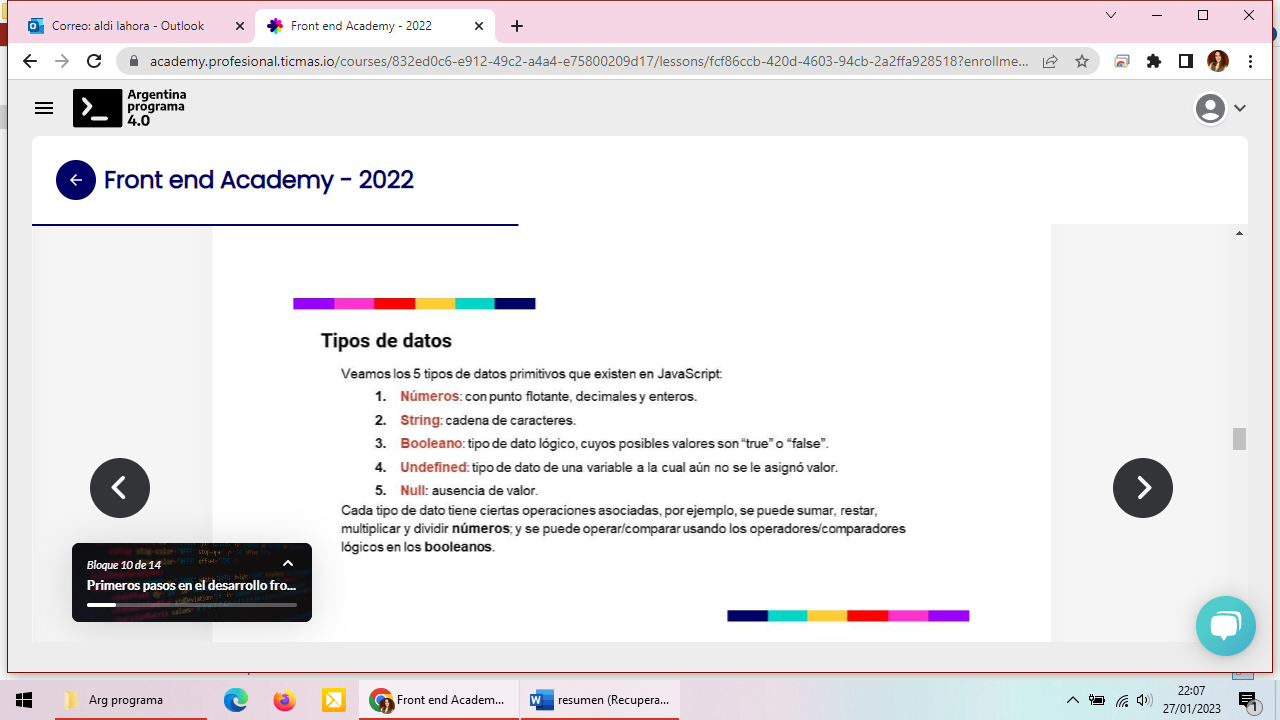 Correo: aldi lahora - Outlook
Front end Academy - 2022
academy.profesional.ticmas.io/courses/832ee0c6-e912-49c2-a4a4-e75800209d17/lessons/fcf86ccb-420d-4603-94cb-2a2ffa928518?enrollme...
Argentina
programa
4.0
Front end Academy - 2022
Tipos de datos
Veamos los 5 tipos de datos primitivos que existen en JavaScript:
1. Números: con punto flotante, decimales y enteros.
2. String: cadena de caracteres.
3. Booleano: tipo de dato lógico, cuyos posibles valores son “true” o “false”.
4. Undefined: tipo de dato de una variable a la cual aún no se le asignó valor.
5. Null: ausencia de valor.
Cada tipo de dato tiene ciertas operaciones asociadas, por ejemplo, se puede sumar, restar,
multiplicar y dividir números; y se puede operar/comparar usando los operadores/comparadores
lógicos en los booleanos.
Bloque 10 de 14
Primeros pasos en el desarrollo fro...
Arg programa
Front end Academ...
resumen (Recupera...
22:07
27/01/2023
1